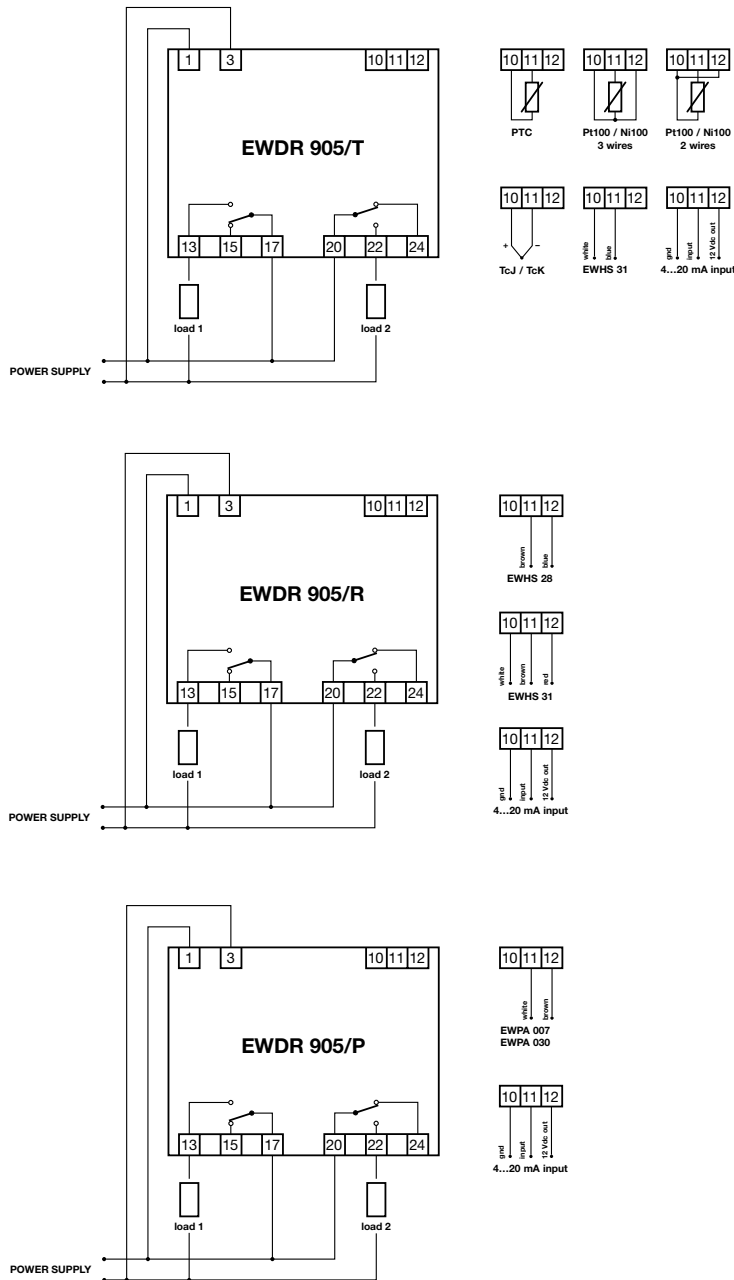 1 3 10 11 12
EWDR 905/T
13 15 17 20 22 24
load 1 load 2
POWER SUPPLY
10 11 12 10 11 12 10 11 12
PTC Pt100 / Ni100 Pt100 / Ni100
3 wires 2 wires
10 11 12 10 11 12 10 11 12
+ – white blue gnd input 12 Vdc out
TcJ / TcK EWHS 31 4...20 mA input
1 3 10 11 12
EWDR 905/R
13 15 17 20 22 24
load 1 load 2
POWER SUPPLY
10 11 12
brown blue
EWHS 28
10 11 12
white brown red
EWHS 31
10 11 12
gnd input 12 Vdc out
4...20 mA input
1 3 10 11 12
EWDR 905/P
13 15 17 20 22 24
load 1 load 2
POWER SUPPLY
10 11 12
white brown
EWPA 007
EWPA 030
10 11 12
gnd input 12 Vdc out
4...20 mA input